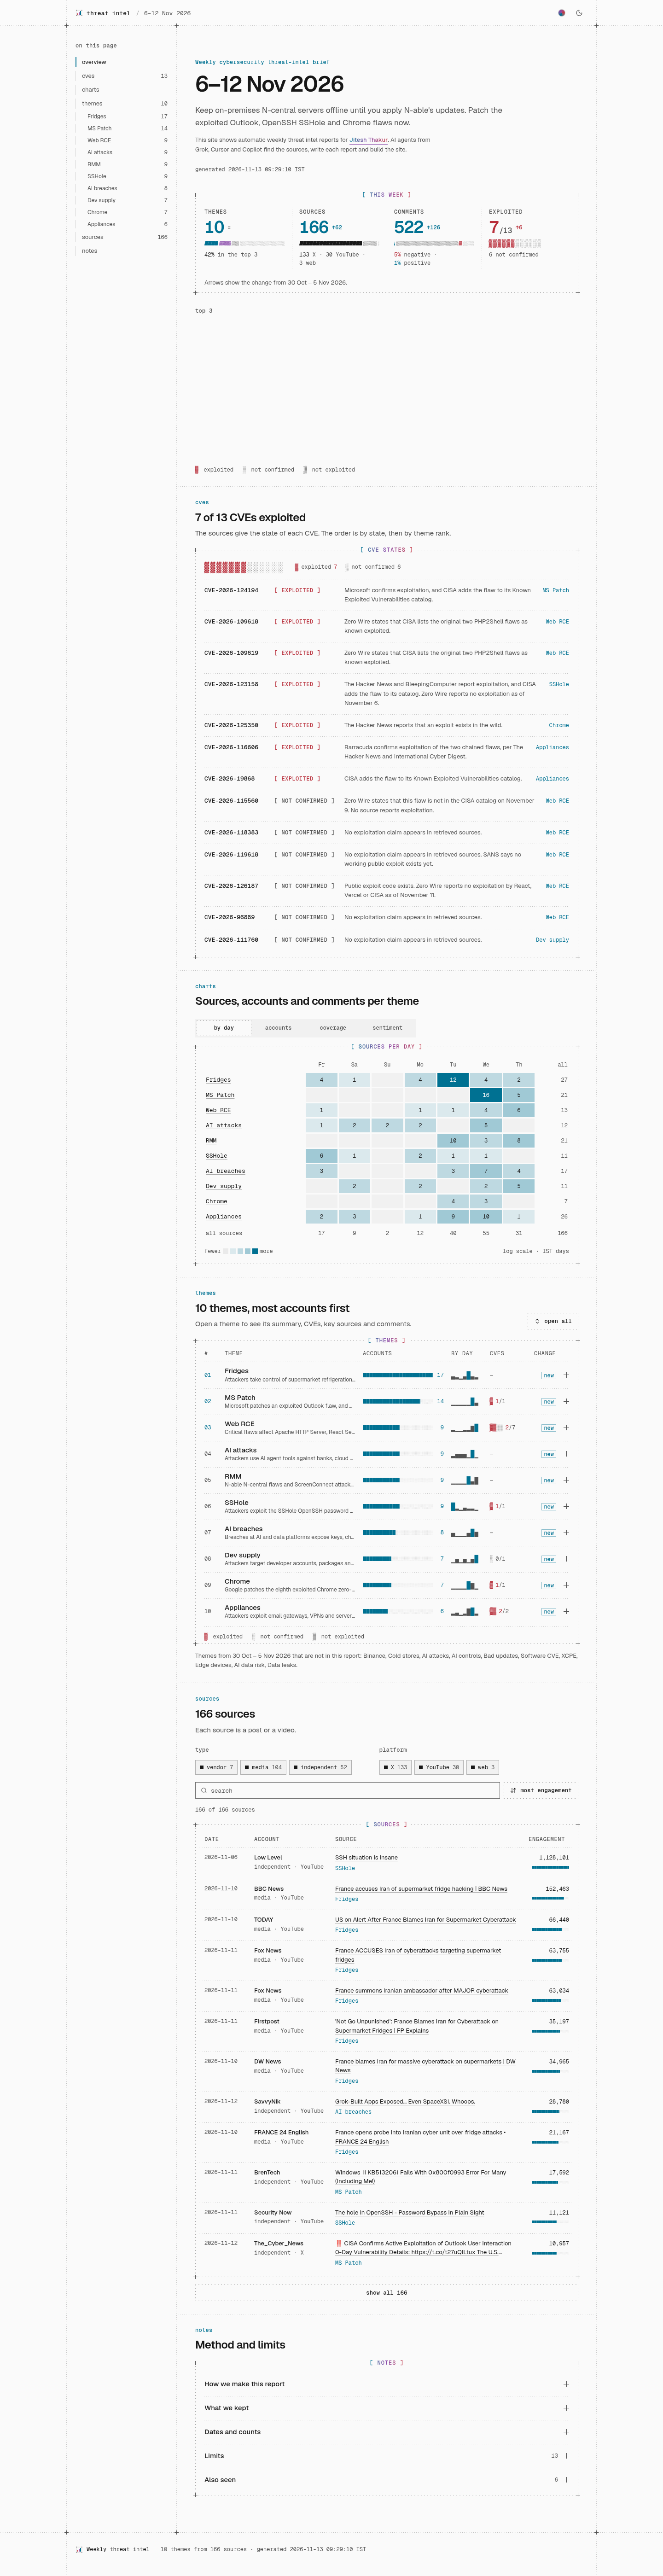 threat intel / 6–12 Nov 2026
on this page
overview
cves 13
charts
themes 10
Fridges 17
MS Patch 14
Web RCE 9
AI attacks 9
RMM 9
SSHole 9
AI breaches 8
Dev supply 7
Chrome 7
Appliances 6
sources 166
notes
Weekly cybersecurity threat-intel brief
6–12 Nov 2026
Keep on-premises N-central servers offline until you apply N-able's updates. Patch the
exploited Outlook, OpenSSH SSHole and Chrome flaws now.
This site shows automatic weekly threat intel reports for Jitesh Thakur. AI agents from
Grok, Cursor and Copilot find the sources, write each report and build the site.
generated 2026-11-13 09:29:10 IST
[ THIS WEEK ]
THEMES SOURCES COMMENTS EXPLOITED
10 = 166 +62 522 +126 7/13 +6
42% in the top 3 133 X · 30 YouTube · 5% negative · 6 not confirmed
3 web 1% positive
Arrows show the change from 30 Oct – 5 Nov 2026.
top 3
exploited not confirmed not exploited
cves
7 of 13 CVEs exploited
The sources give the state of each CVE. The order is by state, then by theme rank.
[ CVE STATES ]
exploited 7 not confirmed 6
CVE-2026-124194 [ EXPLOITED ] Microsoft confirms exploitation, and CISA adds the flaw to its Known MS Patch
Exploited Vulnerabilities catalog.
CVE-2026-109618 [ EXPLOITED ] Zero Wire states that CISA lists the original two PHP2Shell flaws as Web RCE
known exploited.
CVE-2026-109619 [ EXPLOITED ] Zero Wire states that CISA lists the original two PHP2Shell flaws as Web RCE
known exploited.
CVE-2026-123158 [ EXPLOITED ] The Hacker News and BleepingComputer report exploitation, and CISA SSHole
adds the flaw to its catalog. Zero Wire reports no exploitation as of
November 6.
CVE-2026-125350 [ EXPLOITED ] The Hacker News reports that an exploit exists in the wild. Chrome
CVE-2026-116606 [ EXPLOITED ] Barracuda confirms exploitation of the two chained flaws, per The Appliances
Hacker News and International Cyber Digest.
CVE-2026-19868 [ EXPLOITED ] CISA adds the flaw to its Known Exploited Vulnerabilities catalog. Appliances
CVE-2026-115560 [ NOT CONFIRMED ] Zero Wire states that this flaw is not in the CISA catalog on November Web RCE
9. No source reports exploitation.
CVE-2026-118383 [ NOT CONFIRMED ] No exploitation claim appears in retrieved sources. Web RCE
CVE-2026-119618 [ NOT CONFIRMED ] No exploitation claim appears in retrieved sources. SANS says no Web RCE
working public exploit exists yet.
CVE-2026-126187 [ NOT CONFIRMED ] Public exploit code exists. Zero Wire reports no exploitation by React, Web RCE
Vercel or CISA as of November 11.
CVE-2026-96889 [ NOT CONFIRMED ] No exploitation claim appears in retrieved sources. Web RCE
CVE-2026-111760 [ NOT CONFIRMED ] No exploitation claim appears in retrieved sources. Dev supply
charts
Sources, accounts and comments per theme
by day accounts coverage sentiment
[ SOURCES PER DAY ]
Fr Sa Su Mo Tu We Th all
Fridges 4 1 4 12 4 2 27
MS Patch 16 5 21
Web RCE 1 1 1 4 6 13
AI attacks 1 2 2 2 5 12
RMM 10 3 8 21
SSHole 6 1 2 1 1 11
AI breaches 3 3 7 4 17
Dev supply 2 2 2 5 11
Chrome 4 3 7
Appliances 2 3 1 9 10 1 26
all sources 17 9 2 12 40 55 31 166
fewer more log scale · IST days
themes
10 themes, most accounts first
Open a theme to see its summary, CVEs, key sources and comments. open all
[ THEMES ]
# THEME ACCOUNTS BY DAY CVES CHANGE
01 Fridges 17 – new
Attackers take control of supermarket refrigeration…
02 MS Patch 14 1/1 new
Microsoft patches an exploited Outlook flaw, and …
03 Web RCE 9 2/7 new
Critical flaws affect Apache HTTP Server, React Se…
04 AI attacks 9 – new
Attackers use AI agent tools against banks, cloud …
05 RMM 9 – new
N-able N-central flaws and ScreenConnect attack…
06 SSHole 9 1/1 new
Attackers exploit the SSHole OpenSSH password …
07 AI breaches 8 – new
Breaches at AI and data platforms expose keys, ch…
08 Dev supply 7 0/1 new
Attackers target developer accounts, packages an…
09 Chrome 7 1/1 new
Google patches the eighth exploited Chrome zero-…
10 Appliances 6 2/2 new
Attackers exploit email gateways, VPNs and server…
exploited not confirmed not exploited
Themes from 30 Oct – 5 Nov 2026 that are not in this report: Binance, Cold stores, AI attacks, AI controls, Bad updates, Software CVE, XCPE,
Edge devices, AI data risk, Data leaks.
sources
166 sources
Each source is a post or a video.
type platform
vendor 7 media 104 independent 52 X 133 YouTube 30 web 3
search most engagement
166 of 166 sources
[ SOURCES ]
DATE ACCOUNT SOURCE ENGAGEMENT
2026-11-06 Low Level SSH situation is insane 1,126,101
independent · YouTube SSHole
2026-11-10 BBC News France accuses Iran of supermarket fridge hacking | BBC News 152,463
media · YouTube Fridges
2026-11-10 TODAY US on Alert After France Blames Iran for Supermarket Cyberattack 66,440
media · YouTube Fridges
2026-11-11 Fox News France ACCUSES Iran of cyberattacks targeting supermarket 63,755
media · YouTube fridges
Fridges
2026-11-11 Fox News France summons Iranian ambassador after MAJOR cyberattack 63,034
media · YouTube Fridges
2026-11-11 Firstpost 'Not Go Unpunished': France Blames Iran for Cyberattack on 35,197
media · YouTube Supermarket Fridges | FP Explains
Fridges
2026-11-10 DW News France blames Iran for massive cyberattack on supermarkets | DW 34,965
media · YouTube News
Fridges
2026-11-12 SavvyNik Grok-Built Apps Exposed... Even SpaceXSI. Whoops. 28,780
independent · YouTube AI breaches
2026-11-10 FRANCE 24 English France opens probe into Iranian cyber unit over fridge attacks • 21,167
media · YouTube FRANCE 24 English
Fridges
2026-11-11 BrenTech Windows 11 KB5132061 Fails With 0x800f0993 Error For Many 17,592
independent · YouTube (Including Me!)
MS Patch
2026-11-11 Security Now The hole in OpenSSH - Password Bypass in Plain Sight 11,121
independent · YouTube SSHole
2026-11-12 The_Cyber_News ‼️ CISA Confirms Active Exploitation of Outlook User Interaction 10,957
independent · X 0-Day Vulnerability Details: The U.S.…
MS Patch
show all 166
notes
Method and limits
[ NOTES ]
How we make this report
What we kept
Dates and counts
Limits 13
Also seen 6
Weekly threat intel 10 themes from 166 sources · generated 2026-11-13 09:29:10 IST